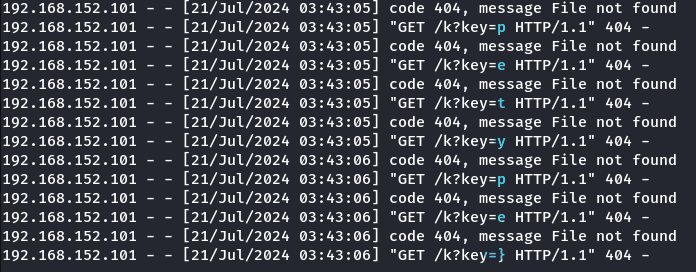 192.168.152.101 - - [21/Jul/2024 03:43:05] code 404, message File not found
192.168.152.101 - - [21/Jul/2024 03:43:05] "GET /k?key=p HTTP/1.1" 404 -
192.168.152.101 - - [21/Jul/2024 03:43:05] code 404, message File not found
192.168.152.101 - - [21/Jul/2024 03:43:05] "GET /k?key=e HTTP/1.1" 404 -
192.168.152.101 - - [21/Jul/2024 03:43:05] code 404, message File not found
192.168.152.101 - - [21/Jul/2024 03:43:05] "GET /k?key=t HTTP/1.1" 404 -
192.168.152.101 - - [21/Jul/2024 03:43:05] code 404, message File not found
192.168.152.101 - - [21/Jul/2024 03:43:05] "GET /k?key=y HTTP/1.1" 404 -
192.168.152.101 - - [21/Jul/2024 03:43:06] code 404, message File not found
192.168.152.101 - - [21/Jul/2024 03:43:06] "GET /k?key=p HTTP/1.1" 404 -
192.168.152.101 - - [21/Jul/2024 03:43:06] code 404, message File not found
192.168.152.101 - - [21/Jul/2024 03:43:06] "GET /k?key=e HTTP/1.1" 404 -
192.168.152.101 - - [21/Jul/2024 03:43:06] code 404, message File not found
192.168.152.101 - - [21/Jul/2024 03:43:06] "GET /k?key=} HTTP/1.1" 404 -